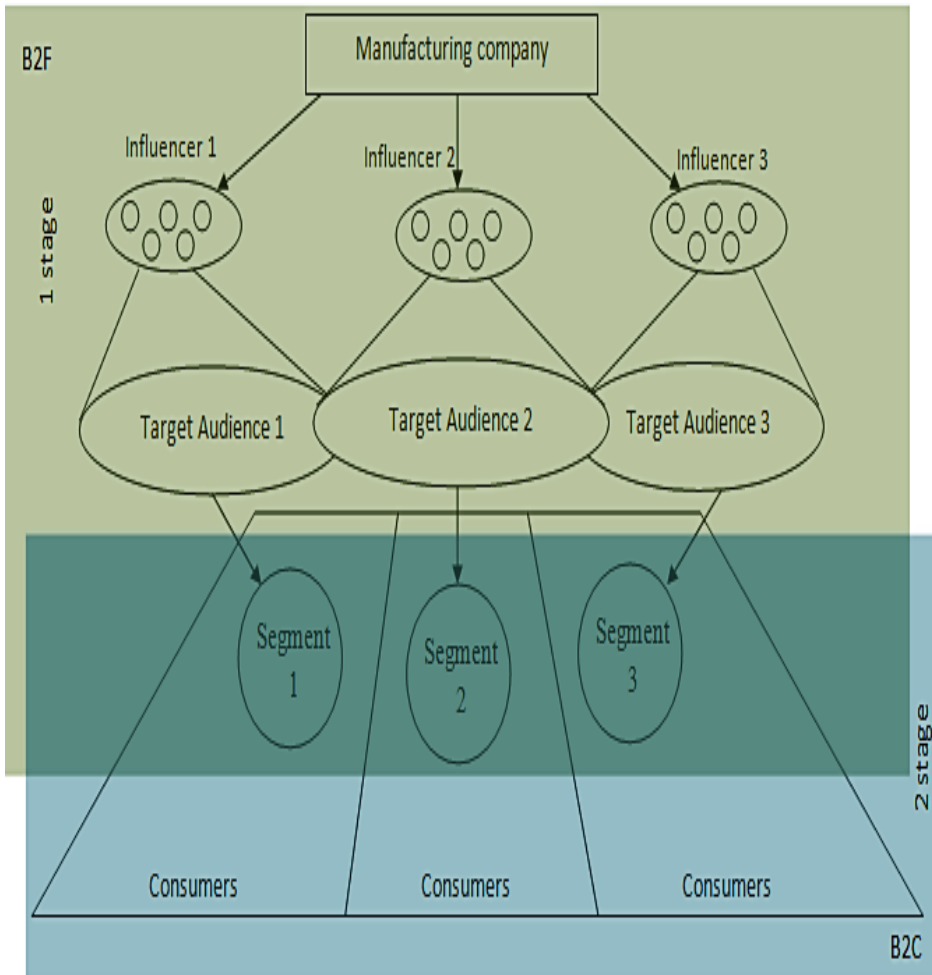 Manufacturing company
B2F
Influencer 1
Influencer 2
Influencer 3
1 stage
Target Audience 1
Target Audience 2
Target Audience 3
Segment
1
Segment
2
Segment
3
2 stage
Consumers
Consumers
Consumers
B2C